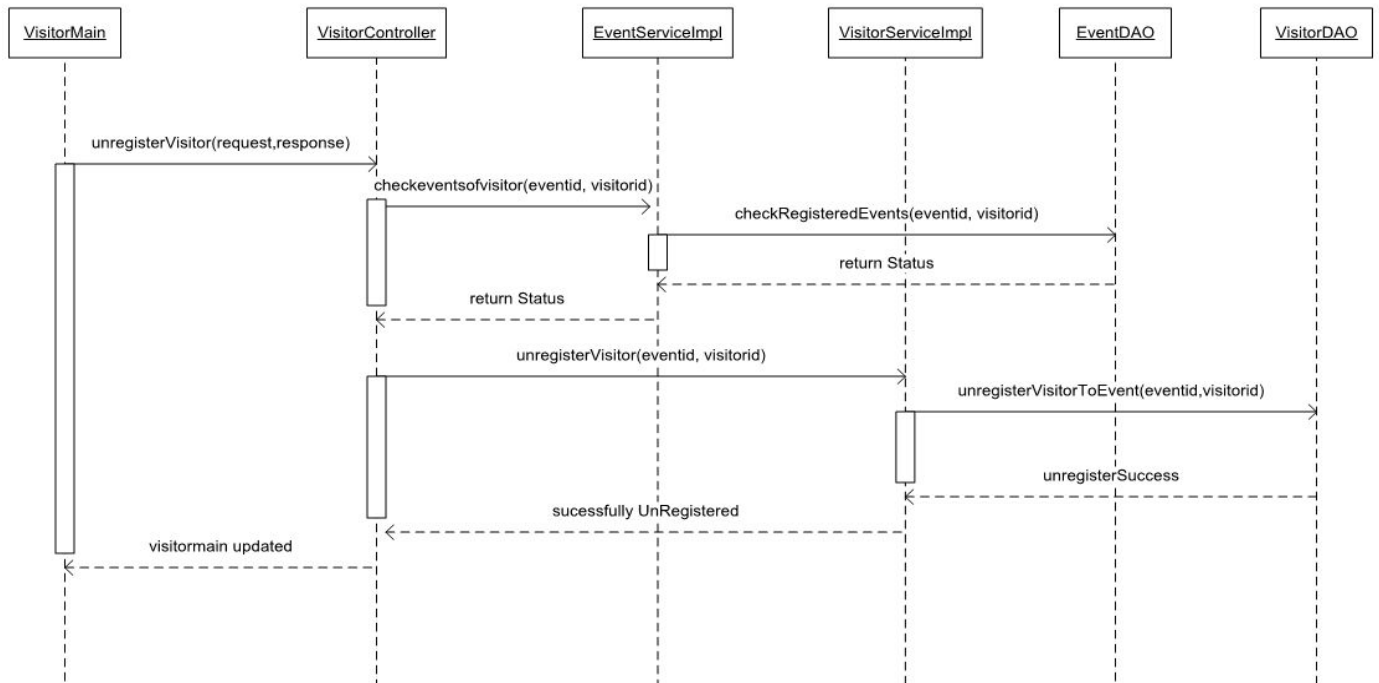 VisitorMain
VisitorController
EventServiceImpl
VisitorServiceImpl
EventDAO
VisitorDAO
unregisterVisitor(request,response)
checkeventsofvisitor(eventid, visitorid)
checkRegisteredEvents(eventid, visitorid)
return Status
return Status
unregisterVisitor(eventid, visitorid)
unregisterVisitorToEvent(eventid,visitorid)
unregisterSuccess
sucessfully UnRegistered
visitormain updated